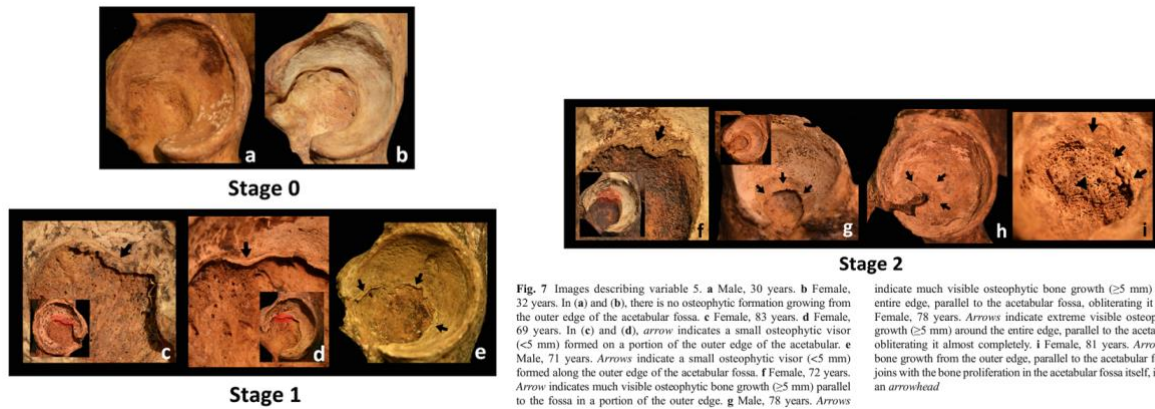 a
b
Stage 0
c
d
e
Stage 1
f
g
h
i
Stage 2
Fig. 7 Images describing variable 5. a Male, 30 years. b Female,
32 years. In (a) and (b), there is no osteophytic formation growing from
the outer edge of the acetabular fossa. c Female, 83 years. d Female,
69 years. In (c) and (d), arrow indicates a small osteophytic visor
(<5 mm) formed on a portion of the outer edge of the acetabular. e
Male, 71 years. Arrows indicate a small osteophytic visor (<5 mm)
formed along the outer edge of the acetabular fossa. f Female, 72 years.
Arrow indicates much visible osteophytic bone growth (≥5 mm) parallel
to the fossa in a portion of the outer edge. g Male, 78 years. Arrows
indicate much visible osteophytic bone growth (≥5 mm)
entire edge, parallel to the acetabular fossa, obliterating it
Female, 78 years. Arrows indicate extreme visible osteop
growth (≥5 mm) around the entire edge, parallel to the aceta
obliterating it almost completely. i Female, 81 years. Arro
bone growth from the outer edge, parallel to the acetabular f
joins with the bone proliferation in the acetabular fossa itself, i
an arrowhead